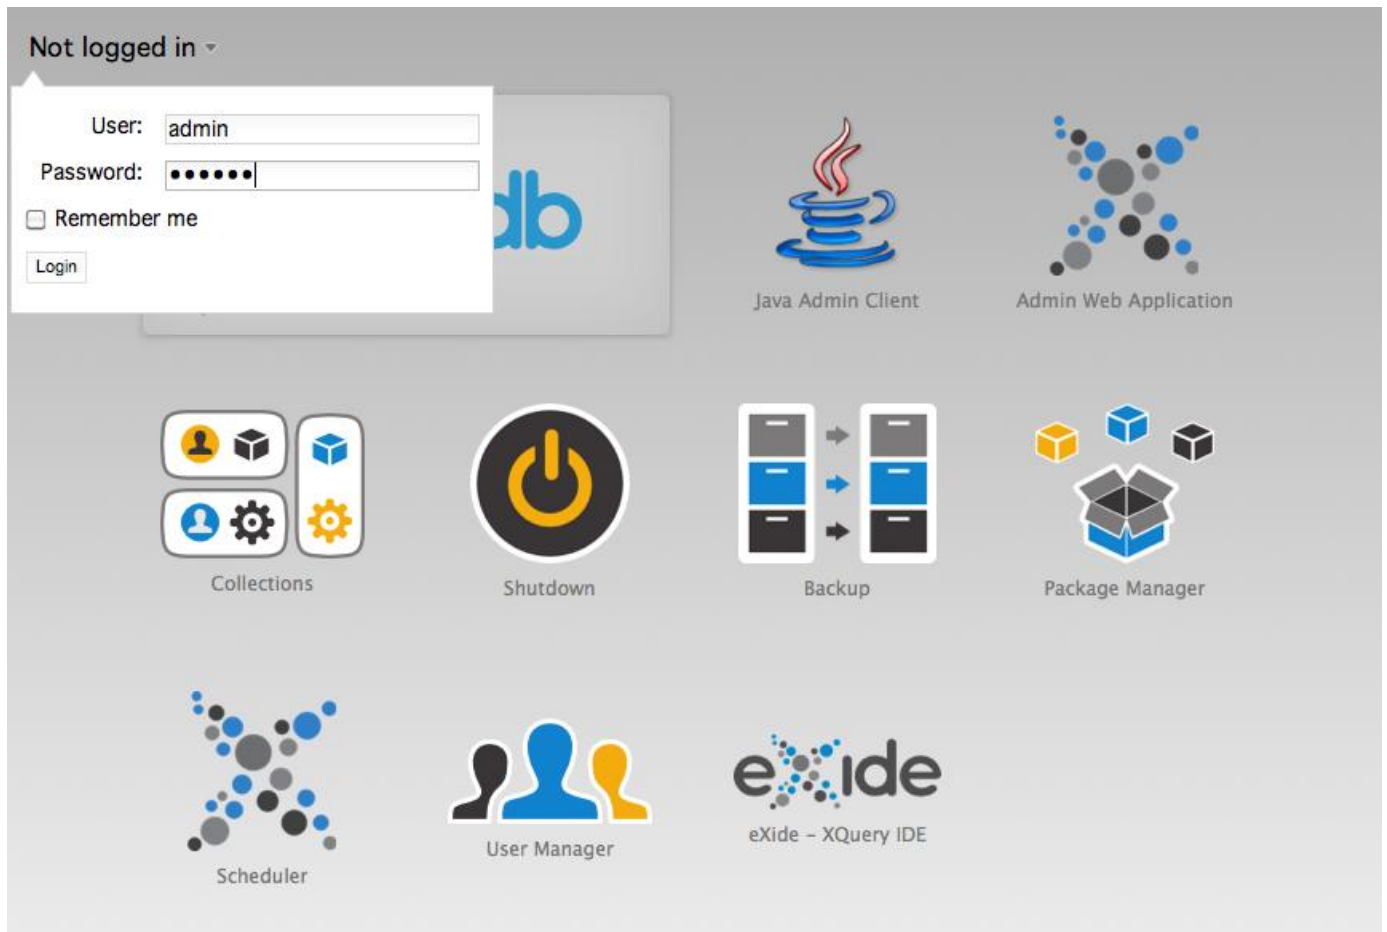 Not logged in
User: admin
Password: ••••••
Remember me
Login
db
Java Admin Client
Admin Web Application
Collections
Shutdown
Backup
Package Manager
eXide
Scheduler
User Manager
eXide – XQuery IDE